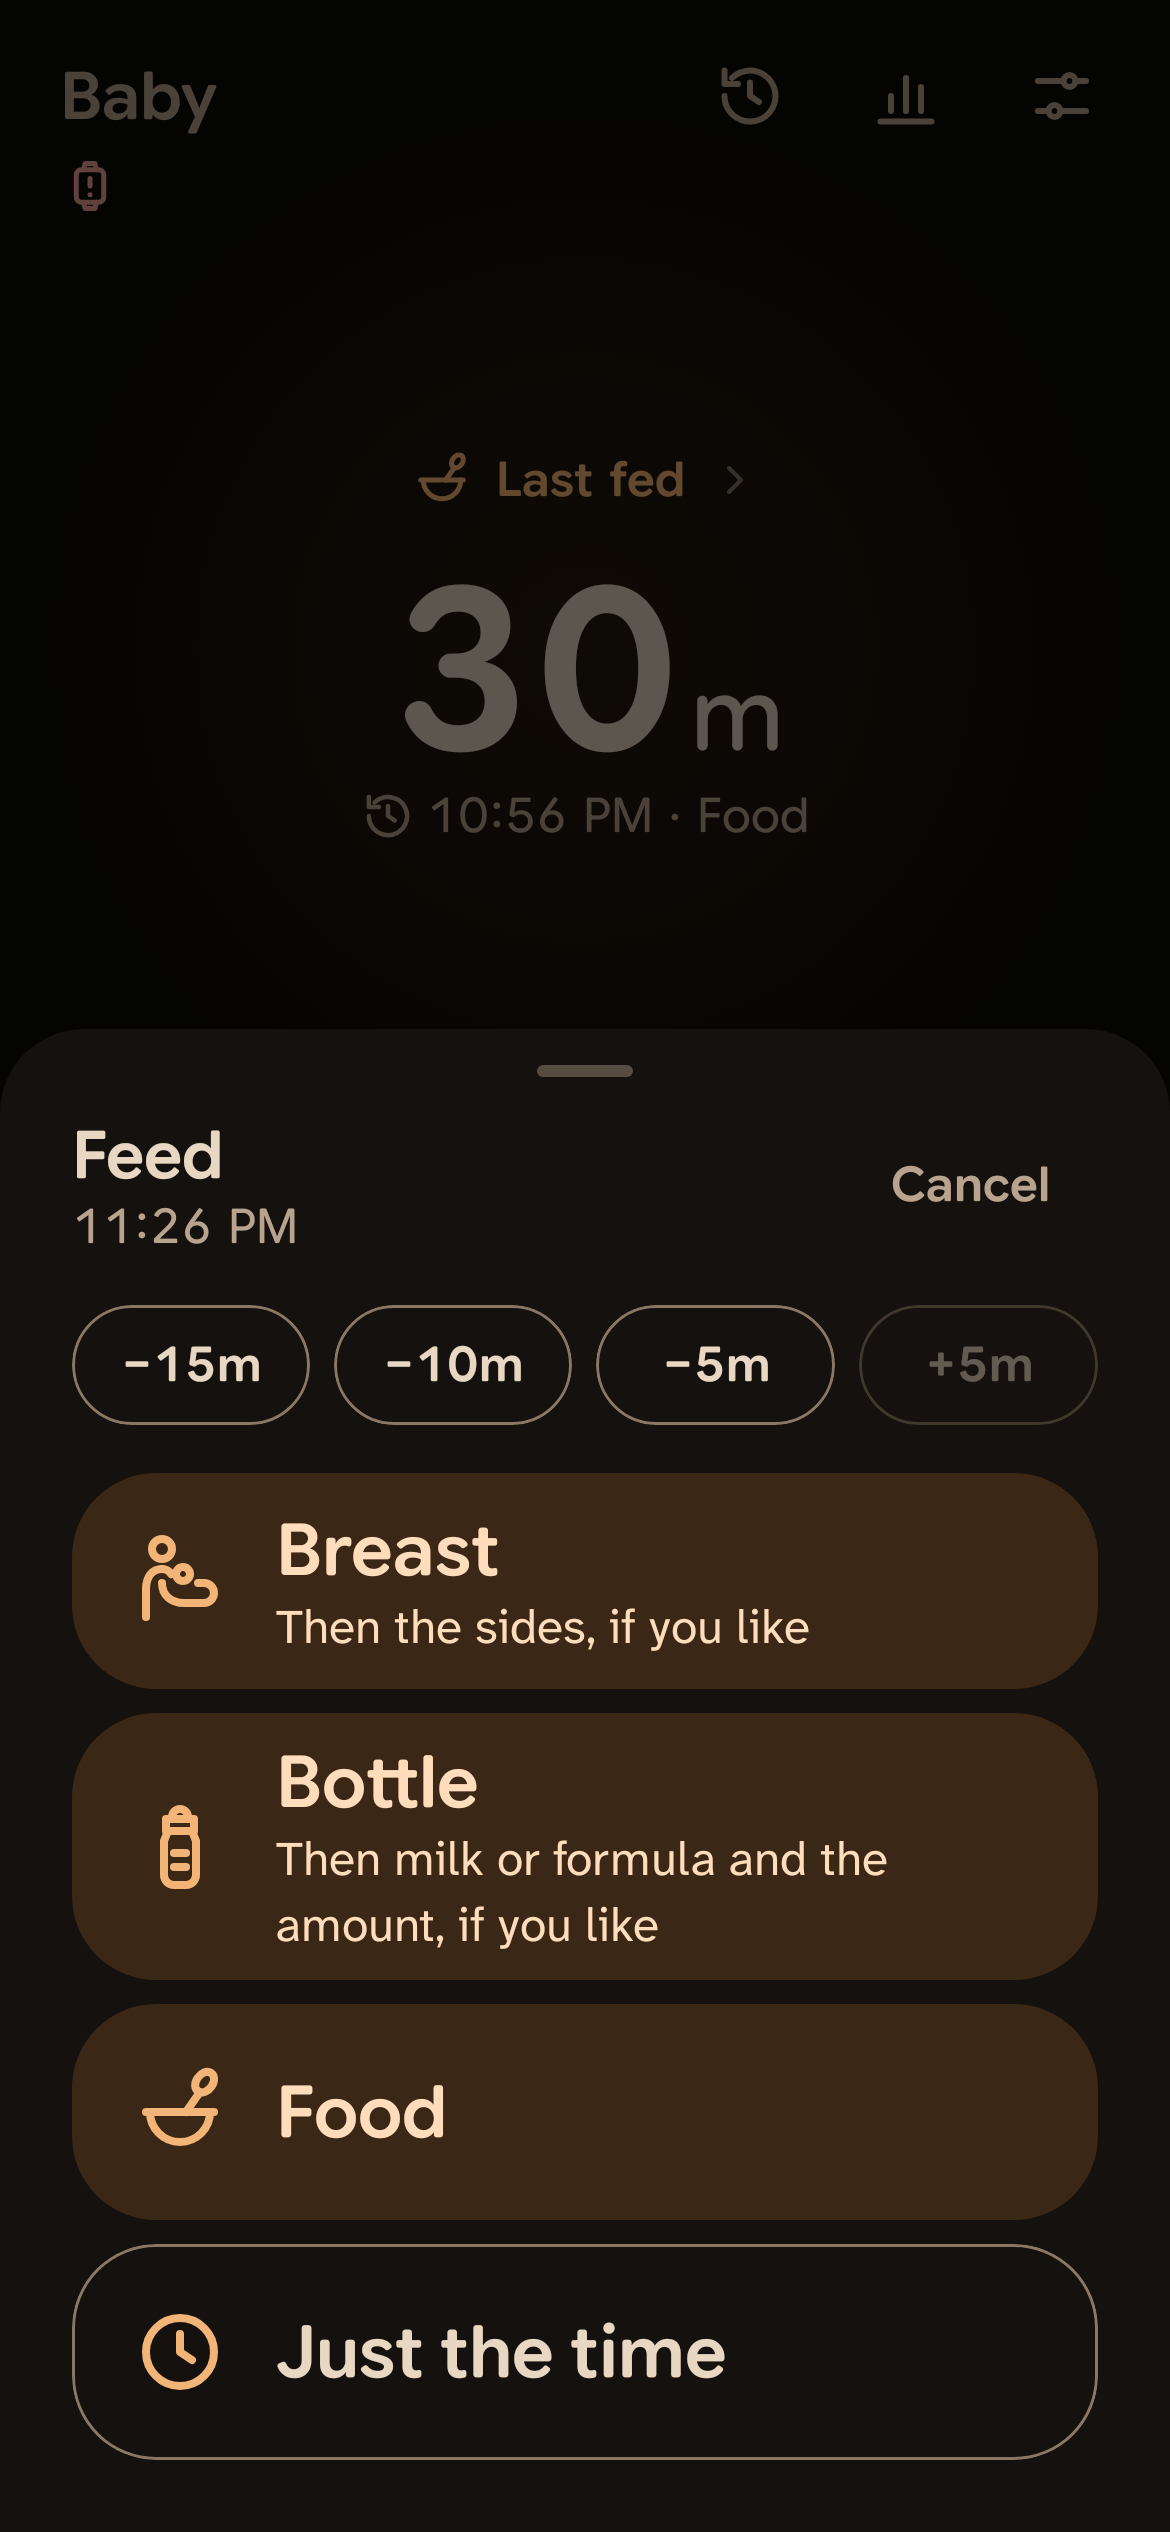 Baby
Last fed
30m
10:56 PM · Food
Feed
11:26 PM
Cancel
−15m
−10m
−5m
+5m
Breast
Then the sides, if you like
Bottle
Then milk or formula and the
amount, if you like
Food
Just the time